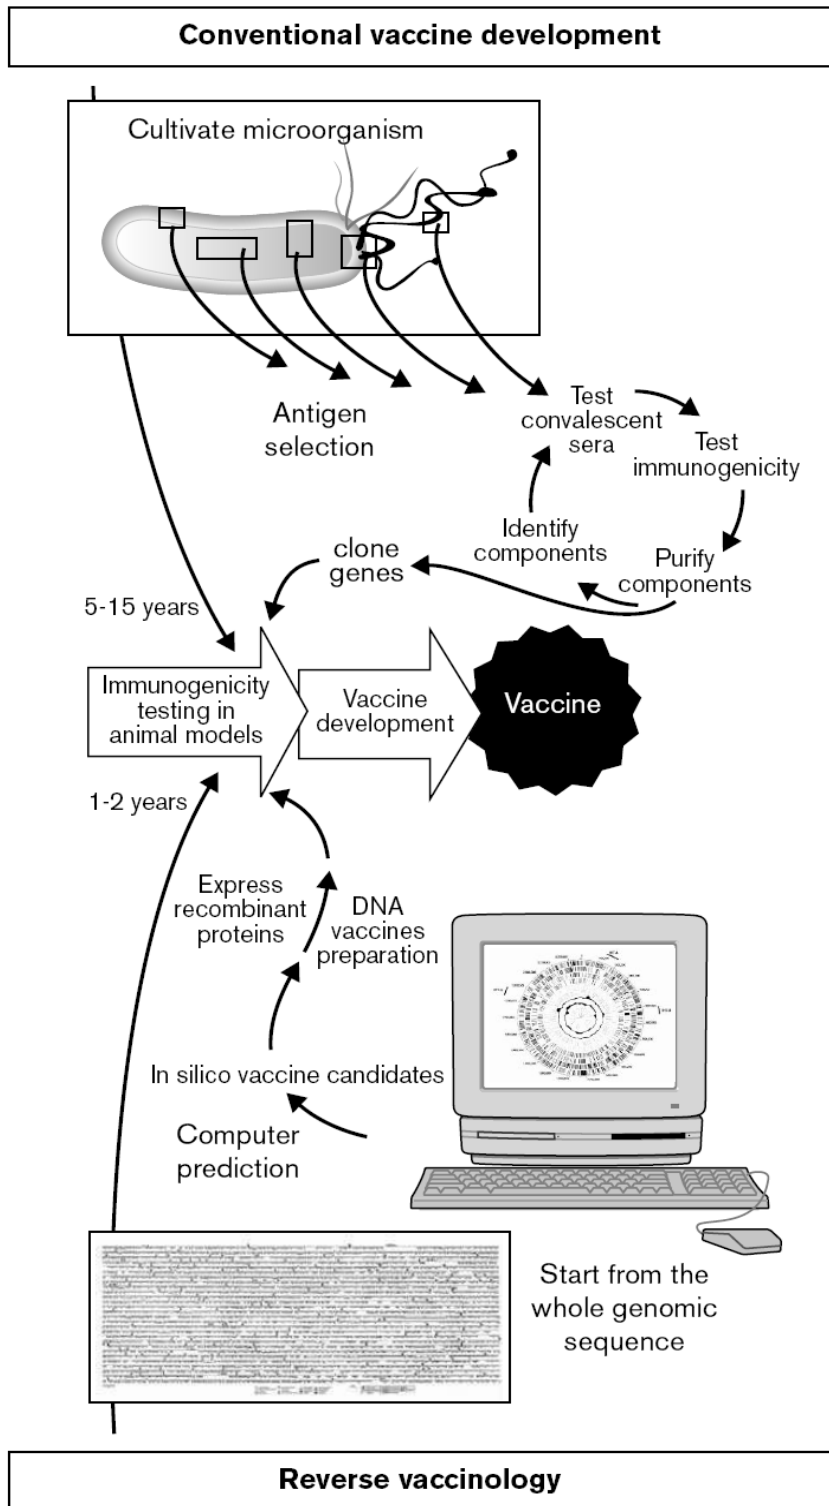 Conventional vaccine development
Cultivate microorganism
Antigen
selection
Test
convalescent
sera
Test
immunogenicity
Identify
components
Purify
components
clone
genes
5-15 years
Immunogenicity
testing in
animal models
Vaccine
development
Vaccine
1-2 years
Express
recombinant
proteins
DNA
vaccines
preparation
In silico vaccine candidates
Computer
prediction
Start from the
whole genomic
sequence
Reverse vaccinology